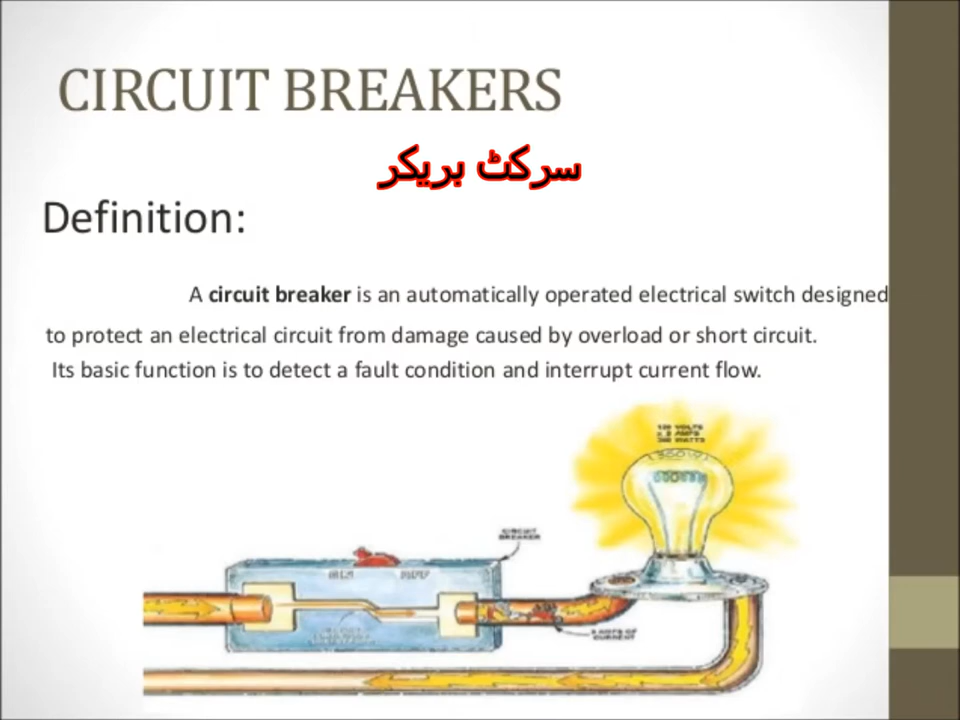 CIRCUIT BREAKERS
سرکٹ بریکر
Definition:
A circuit breaker is an automatically operated electrical switch designed
to protect an electrical circuit from damage caused by overload or short circuit.
Its basic function is to detect a fault condition and interrupt current flow.
CIRCUIT
BREAKER